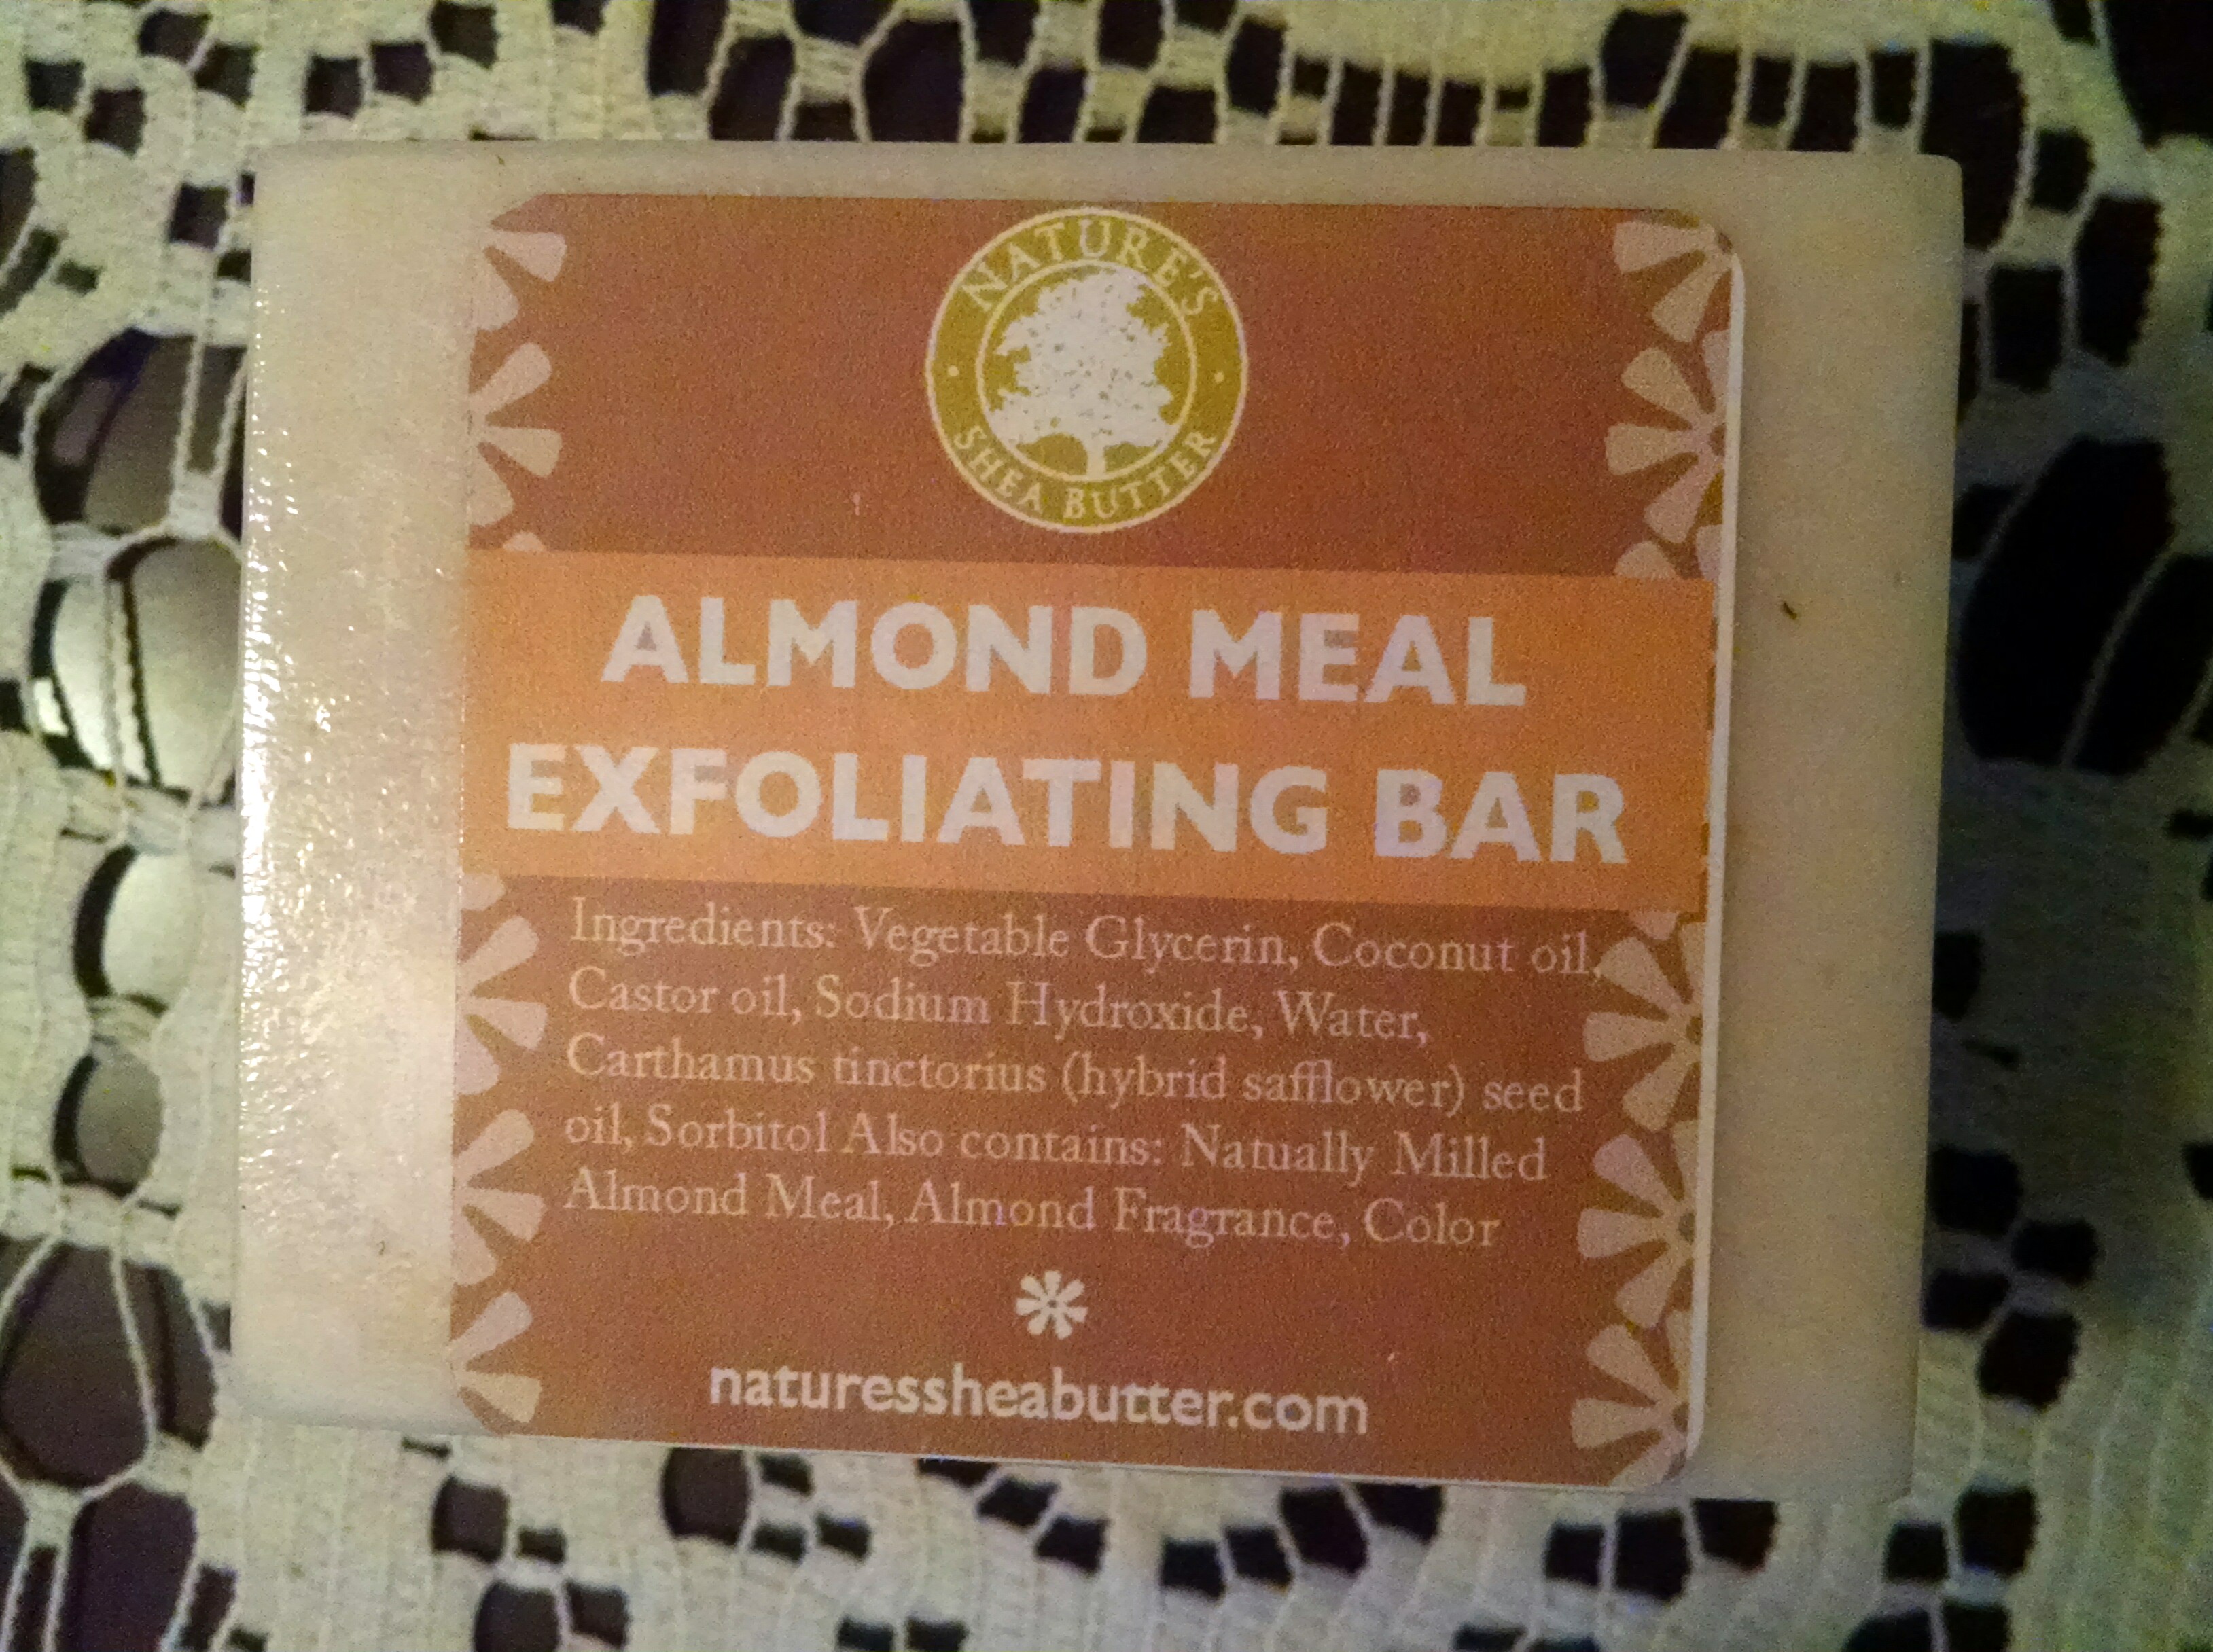 NATURE'S
SHEA BUTTER
ALMOND MEAL
EXFOLIATING BAR
Ingredients: Vegetable Glycerin, Coconut oil,
Castor oil, Sodium Hydroxide, Water,
Carthamus tinctorius (hybrid safflower) seed
oil, Sorbitol Also contains: Natually Milled
Almond Meal, Almond Fragrance, Color
naturessheabutter.com